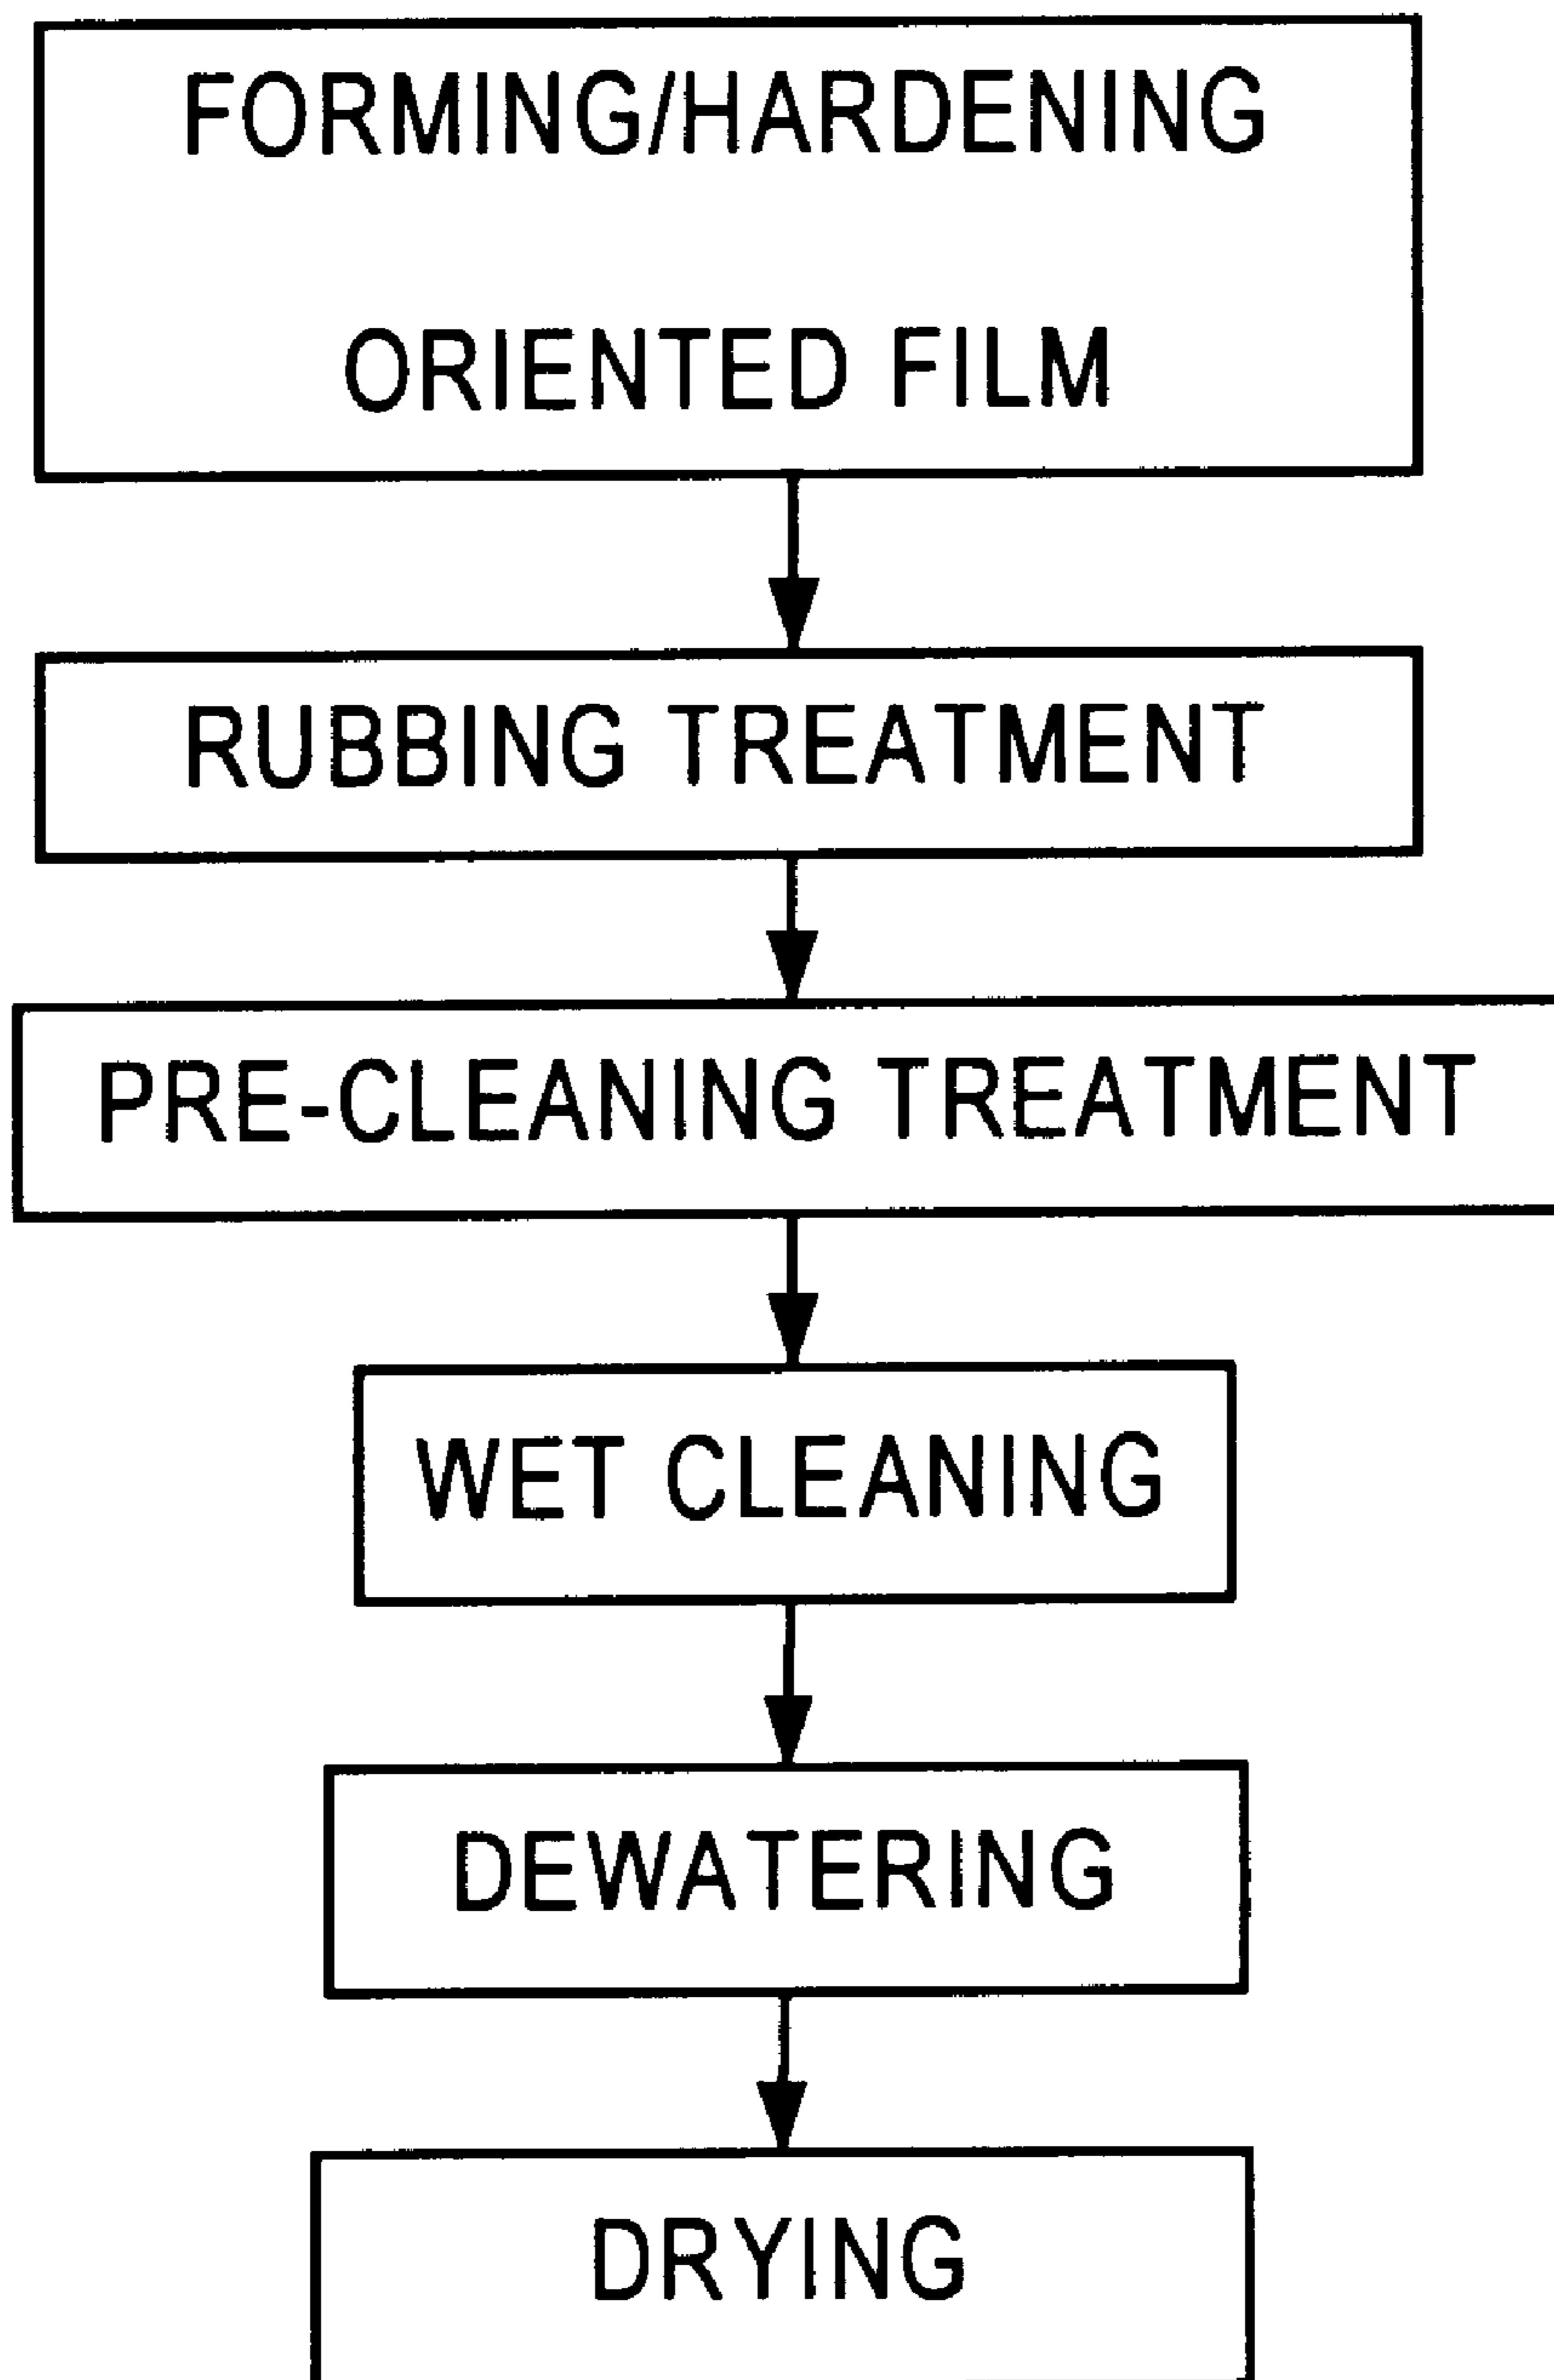 FORMING/HARDENING
ORIENTED FILM
RUBBING TREATMENT
PRE-CLEANING TREATMENT
WET CLEANING
DEWATERING
DRYING